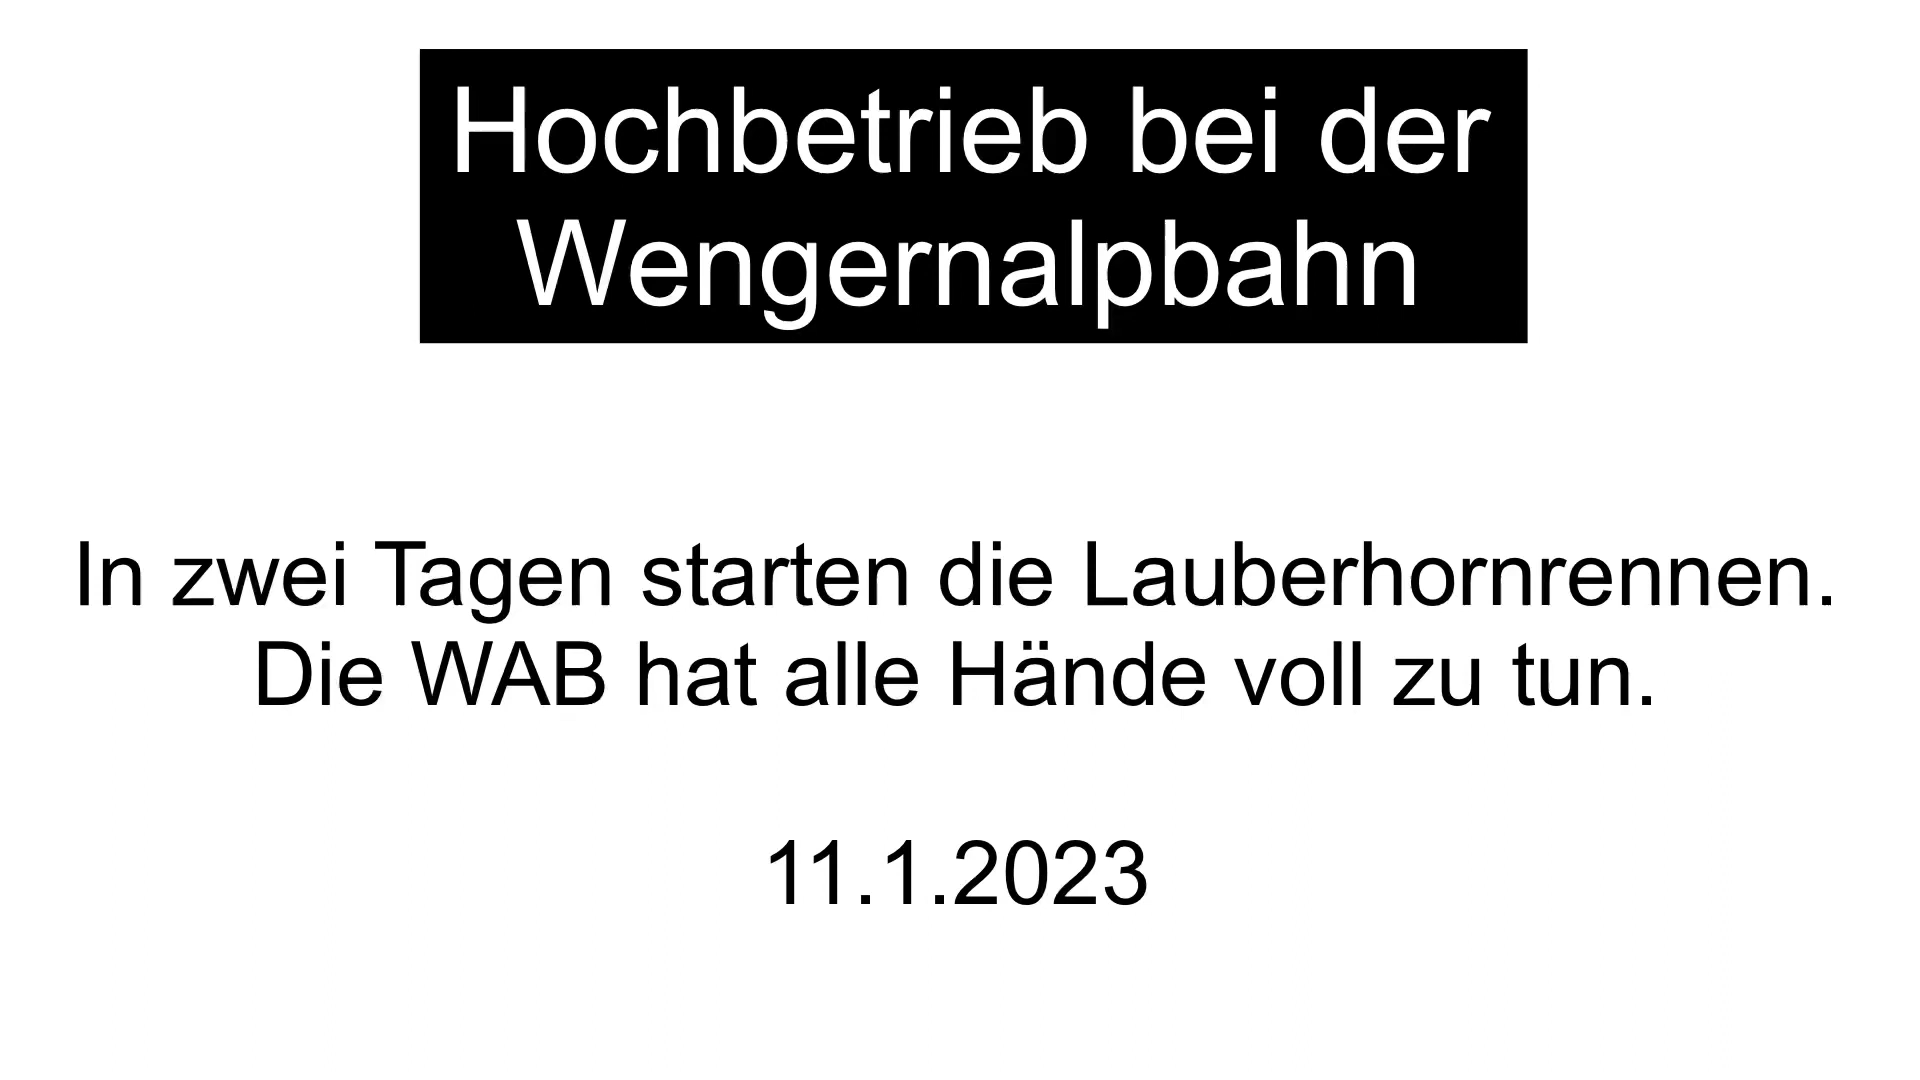 Hochbetrieb bei der
Wengernalpbahn
In zwei Tagen starten die Lauberhornrennen.
Die WAB hat alle Hände voll zu tun.
11.1.2023